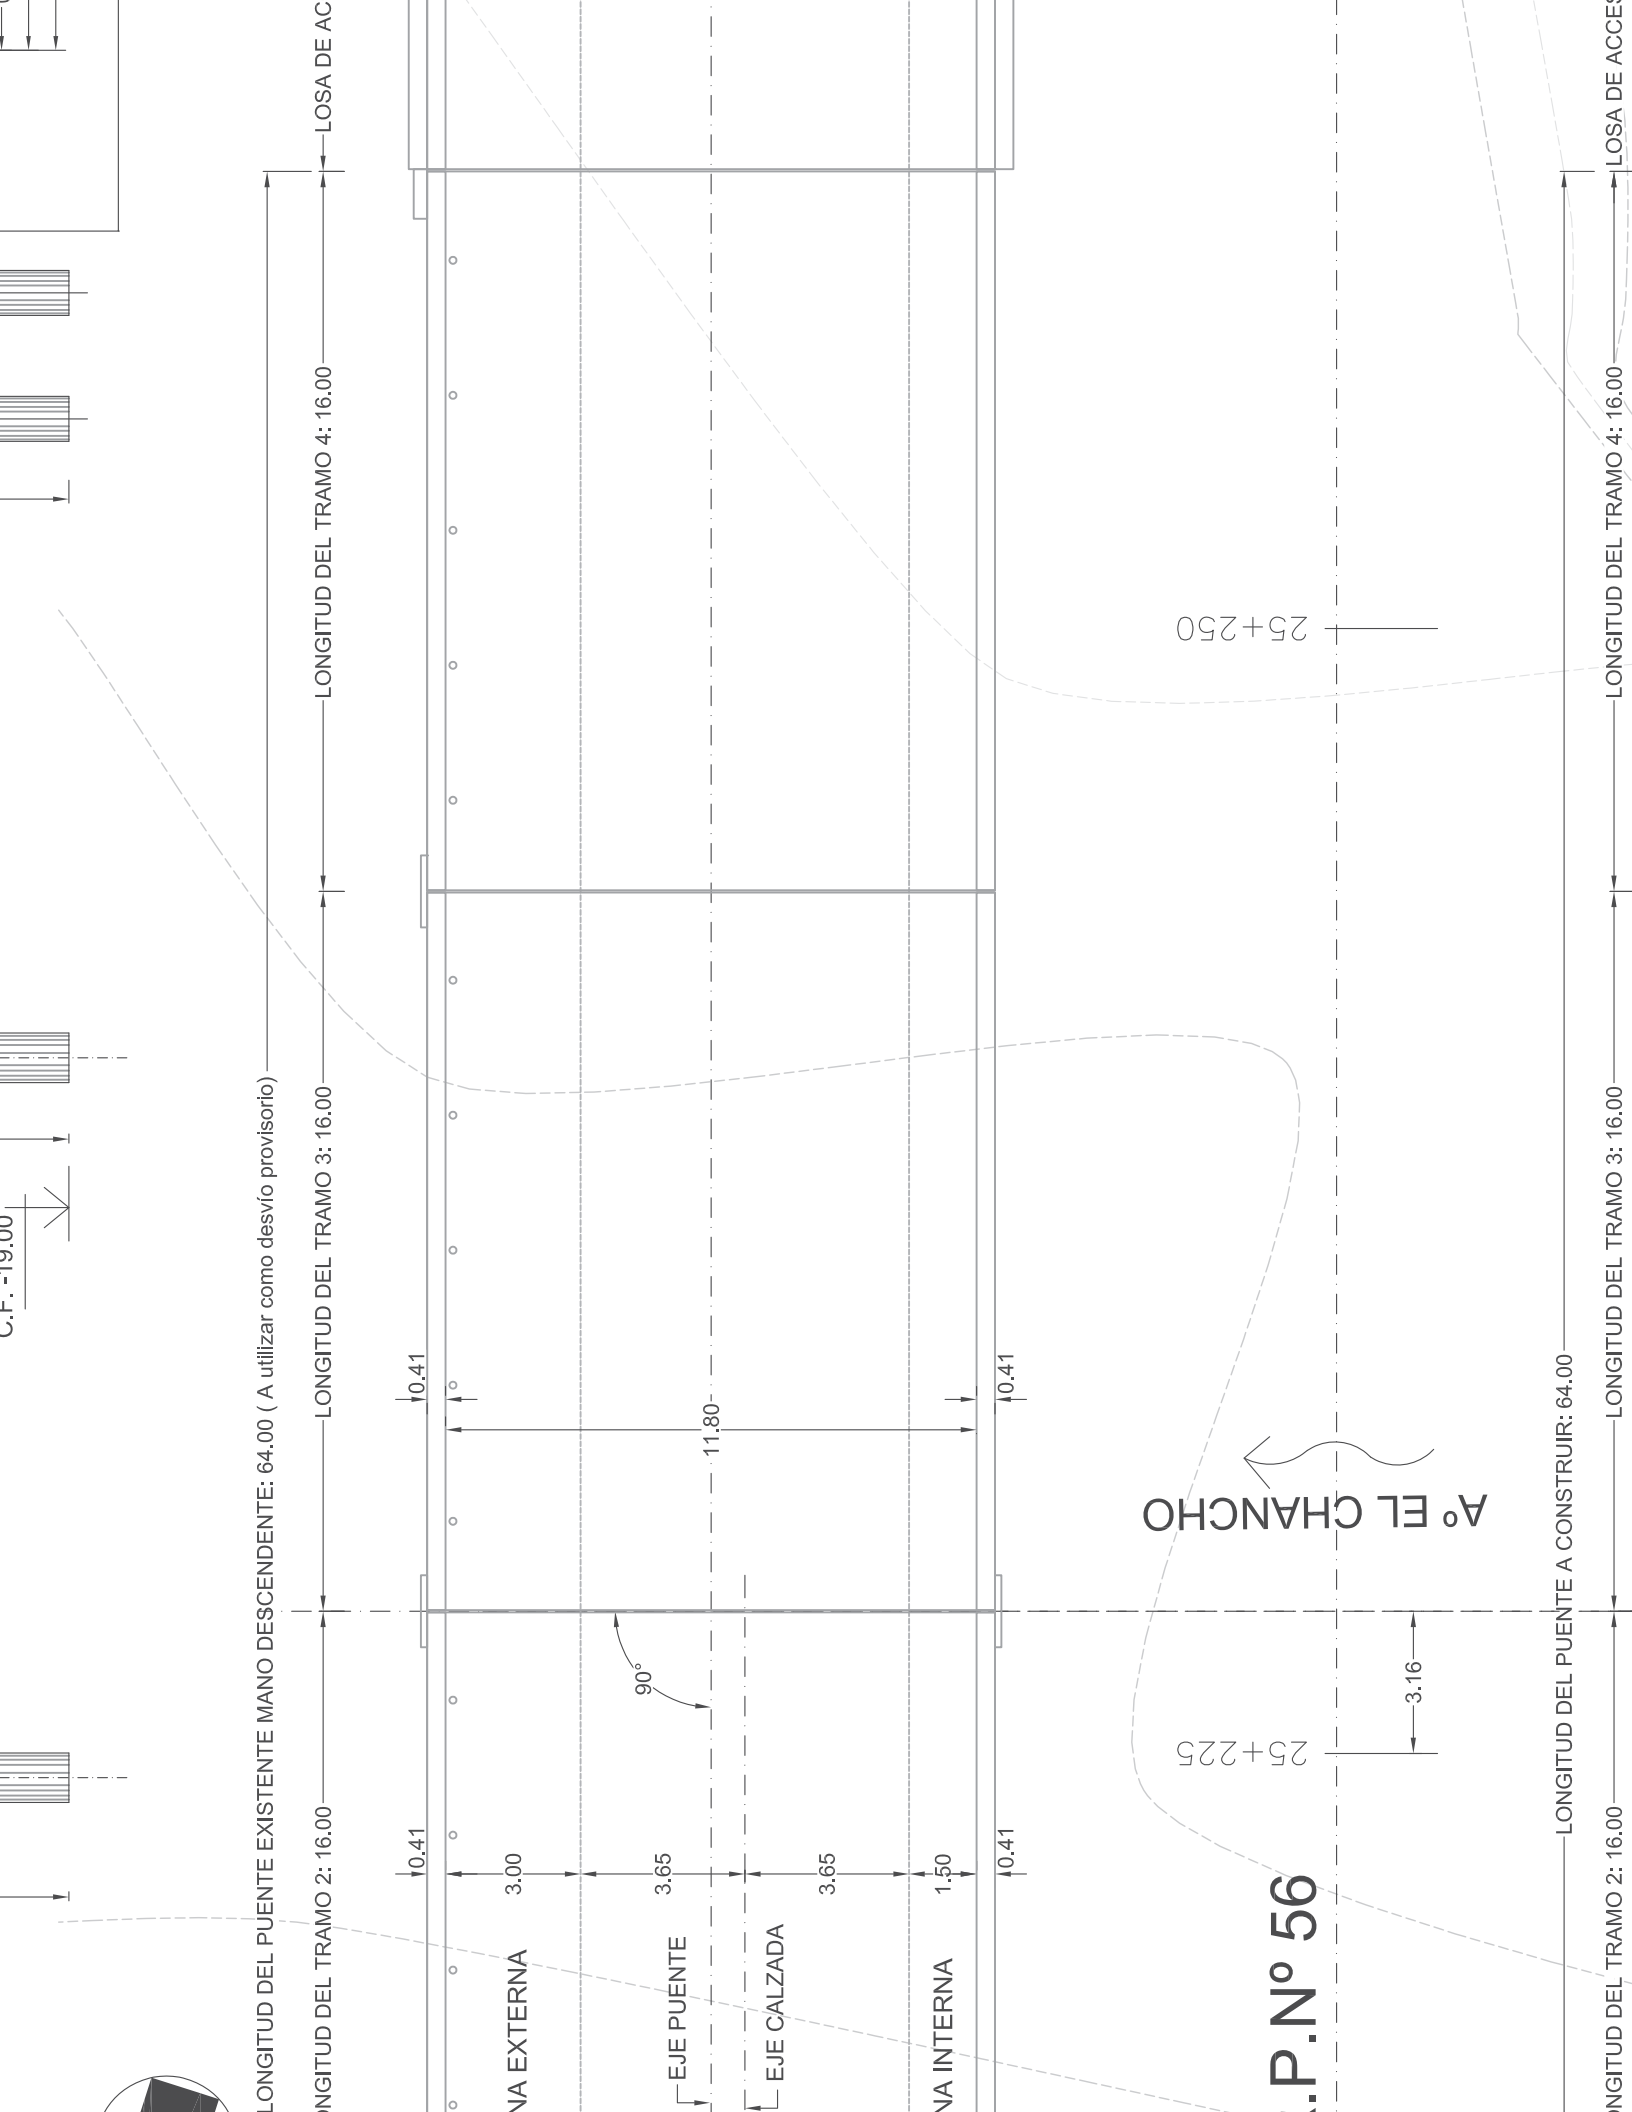 C.F. -19.00
LONGITUD DEL PUENTE EXISTENTE MANO DESCENDENTE: 64.00 ( A utilizar como desvío provisorio)
LONGITUD DEL TRAMO 2: 16.00
LONGITUD DEL TRAMO 3: 16.00
LONGITUD DEL TRAMO 4: 16.00
LOSA DE AC
0.41
0.41
NA EXTERNA
3.00
90°
3.65
EJE PUENTE
11.80
EJE CALZADA
3.65
NA INTERNA
1.50
0.41
0.41
25+250
25+225
Aº EL CHANCHO
.P.Nº 56
3.16
LONGITUD DEL PUENTE A CONSTRUIR: 64.00
ONGITUD DEL TRAMO 2: 16.00
LONGITUD DEL TRAMO 3: 16.00
LONGITUD DEL TRAMO 4: 16.00
LOSA DE ACCES